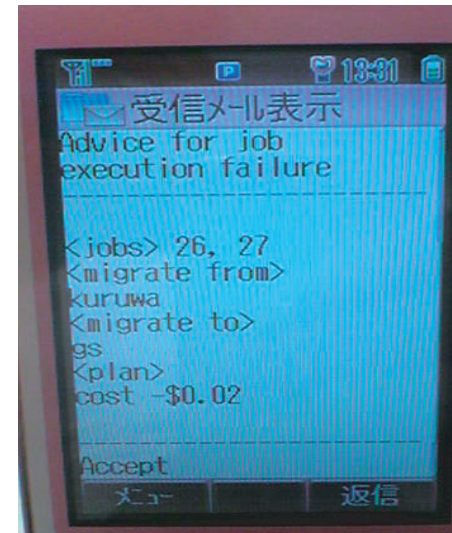 P 13:31
受信メール表示
Advice for job
execution failure
<jobs> 26, 27
<migrate from>
kuruwa
<migrate to>
gs
<plan>
cost -$0.02
Accept
メニュー 返信